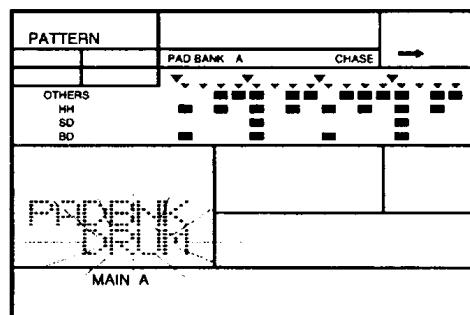 PATTERN
PAD BANK A CHASE
OTHERS
HH
SD
BD
PADBNK
DRUM
MAIN A